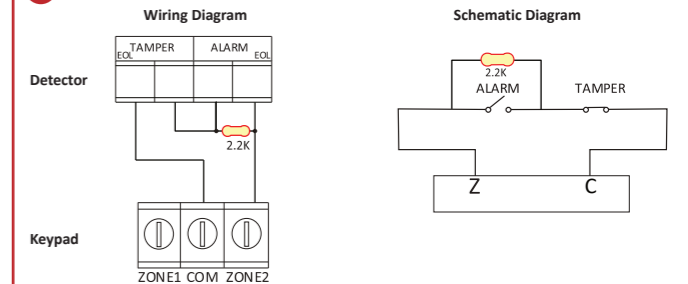 Wiring Diagram
Schematic Diagram
EOL TAMPER ALARM EOL
Detector
2.2K
Keypad
ZONE1 COM ZONE2
2.2K
ALARM TAMPER
Z C